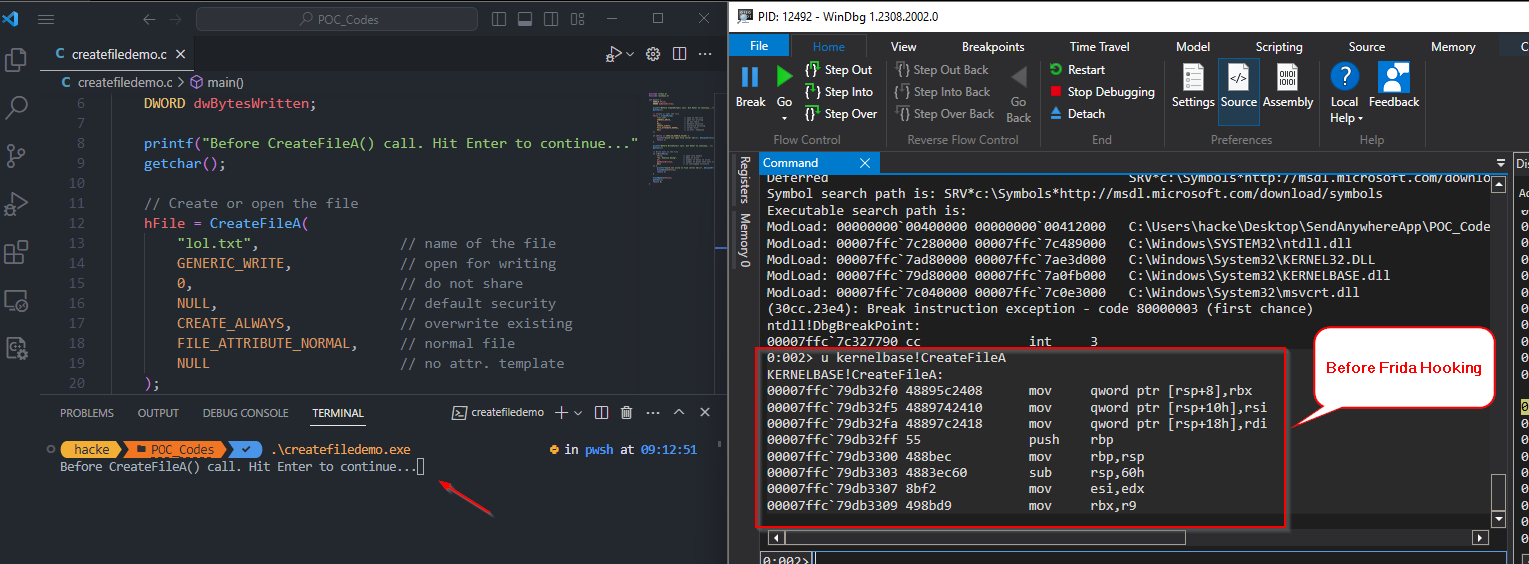 POC_Codes
createfiledemo.c
createfiledemo.c > main()
6 DWORD dwBytesWritten;
7
8 printf("Before CreateFileA() call. Hit Enter to continue..."
9 getchar();
10
11 // Create or open the file
12 hFile = CreateFileA(
13 "lol.txt", // name of the file
14 GENERIC_WRITE, // open for writing
15 0, // do not share
16 NULL, // default security
17 CREATE_ALWAYS, // overwrite existing
18 FILE_ATTRIBUTE_NORMAL, // normal file
19 NULL // no attr. template
20 );
PROBLEMS OUTPUT DEBUG CONSOLE TERMINAL createfiledemo
hacke POC_Codes .\createfiledemo.exe in pwsh at 09:12:51
Before CreateFileA() call. Hit Enter to continue...
PID: 12492 - WinDbg 1.2308.2002.0
File Home View Breakpoints Time Travel Model Scripting Source Memory C
Break Go
Step Out
Step Into
Step Over
Flow Control
Step Out Back
Step Into Back
Step Over Back
Go Back
Reverse Flow Control
Restart
Stop Debugging
Detach
End
Settings Source Assembly
Preferences
Local Help Feedback
Help
Registers
Memory 0
Command
Dis
Deferred SRV*c:\Symbols*http://msdl.microsoft.com/downlo
Symbol search path is: SRV*c:\Symbols*http://msdl.microsoft.com/download/symbols
Executable search path is:
ModLoad: 00000000`00400000 00000000`00412000 C:\Users\hacke\Desktop\SendAnywhereApp\POC_Code
ModLoad: 00007ffc`7c280000 00007ffc`7c489000 C:\Windows\SYSTEM32\ntdll.dll
ModLoad: 00007ffc`7ad80000 00007ffc`7ae3d000 C:\Windows\System32\KERNEL32.DLL
ModLoad: 00007ffc`79d80000 00007ffc`7a0fb000 C:\Windows\System32\KERNELBASE.dll
ModLoad: 00007ffc`7c040000 00007ffc`7c0e3000 C:\Windows\System32\msvcrt.dll
(30cc.23e4): Break instruction exception - code 80000003 (first chance)
ntdll!DbgBreakPoint:
00007ffc`7c327790 cc int 3
0:002> u kernelbase!CreateFileA
KERNELBASE!CreateFileA:
00007ffc`79db32f0 48895c2408 mov qword ptr [rsp+8],rbx
00007ffc`79db32f5 4889742410 mov qword ptr [rsp+10h],rsi
00007ffc`79db32fa 48897c2418 mov qword ptr [rsp+18h],rdi
00007ffc`79db32ff 55 push rbp
00007ffc`79db3300 488bec mov rbp,rsp
00007ffc`79db3303 4883ec60 sub rsp,60h
00007ffc`79db3307 8bf2 mov esi,edx
00007ffc`79db3309 498bd9 mov rbx,r9
0:002>
Before Frida Hooking